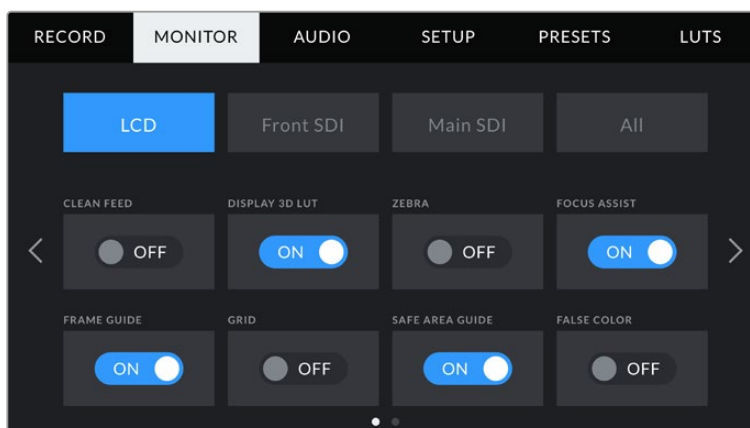 RECORD MONITOR AUDIO SETUP PRESETS LUTS
LCD Front SDI Main SDI All
CLEAN FEED DISPLAY 3D LUT ZEBRA FOCUS ASSIST
OFF ON OFF ON
FRAME GUIDE GRID SAFE AREA GUIDE FALSE COLOR
ON OFF ON OFF